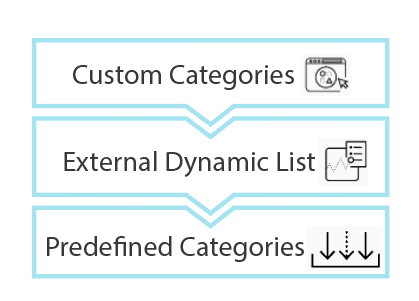 Custom Categories
External Dynamic List
Predefined Categories